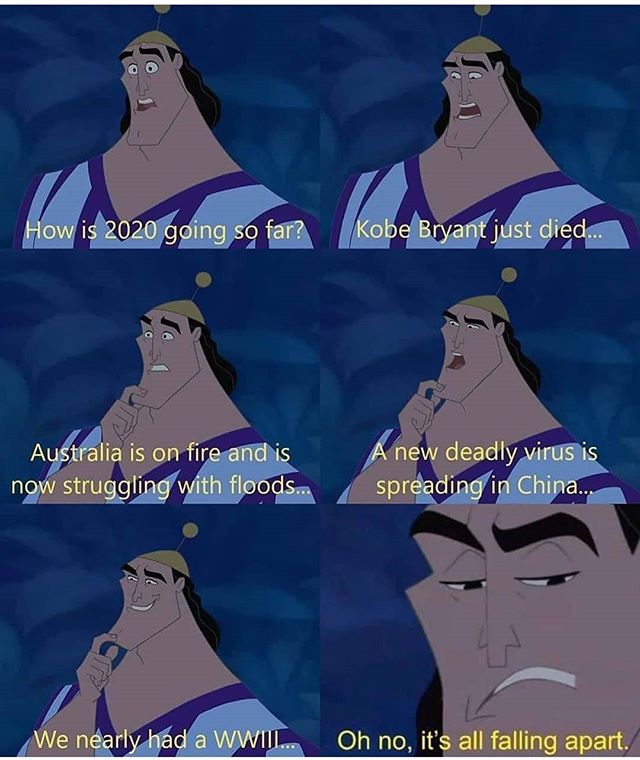 How is 2020 going so far?
Kobe Bryant just died...
Australia is on fire and is
now struggling with floods...
A new deadly virus is
spreading in China...
We nearly had a WWIII...
Oh no, it's all falling apart.